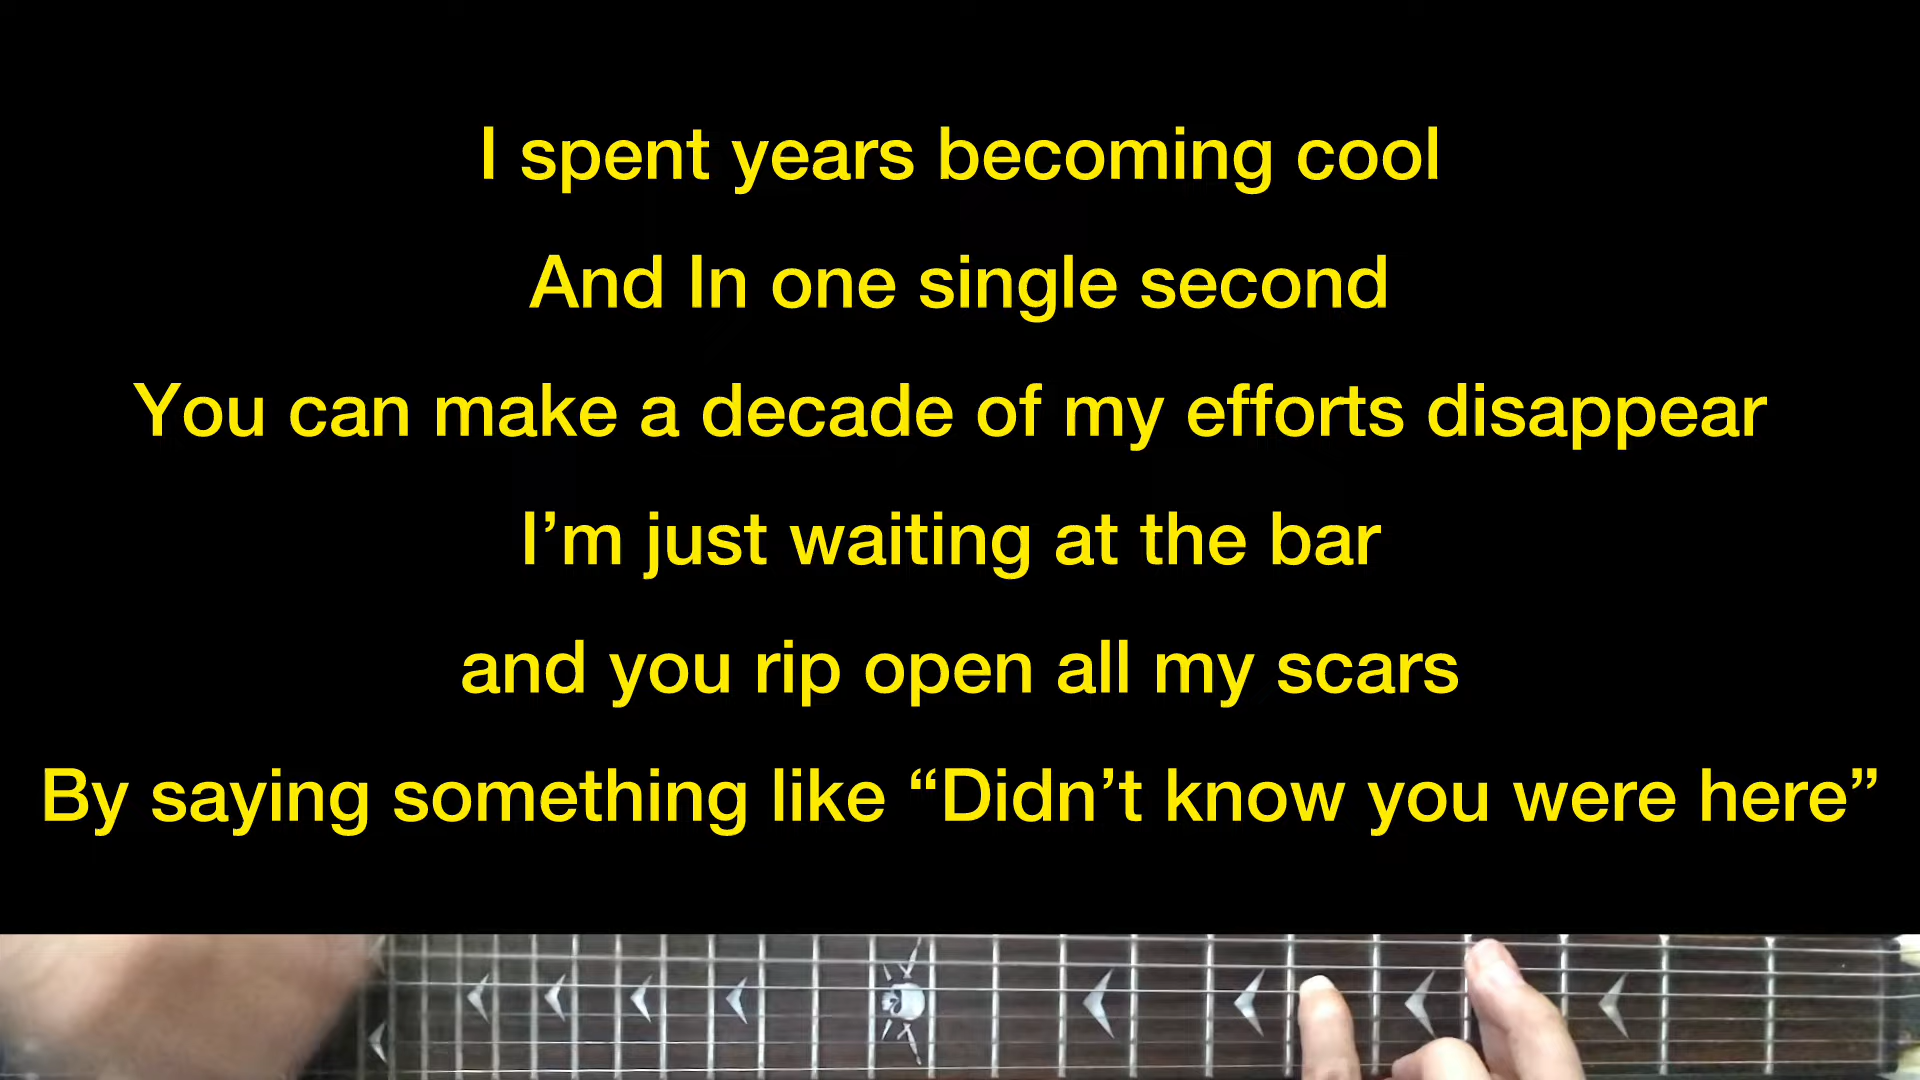 I spent years becoming cool
And In one single second
You can make a decade of my efforts disappear
I’m just waiting at the bar
and you rip open all my scars
By saying something like “Didn’t know you were here”